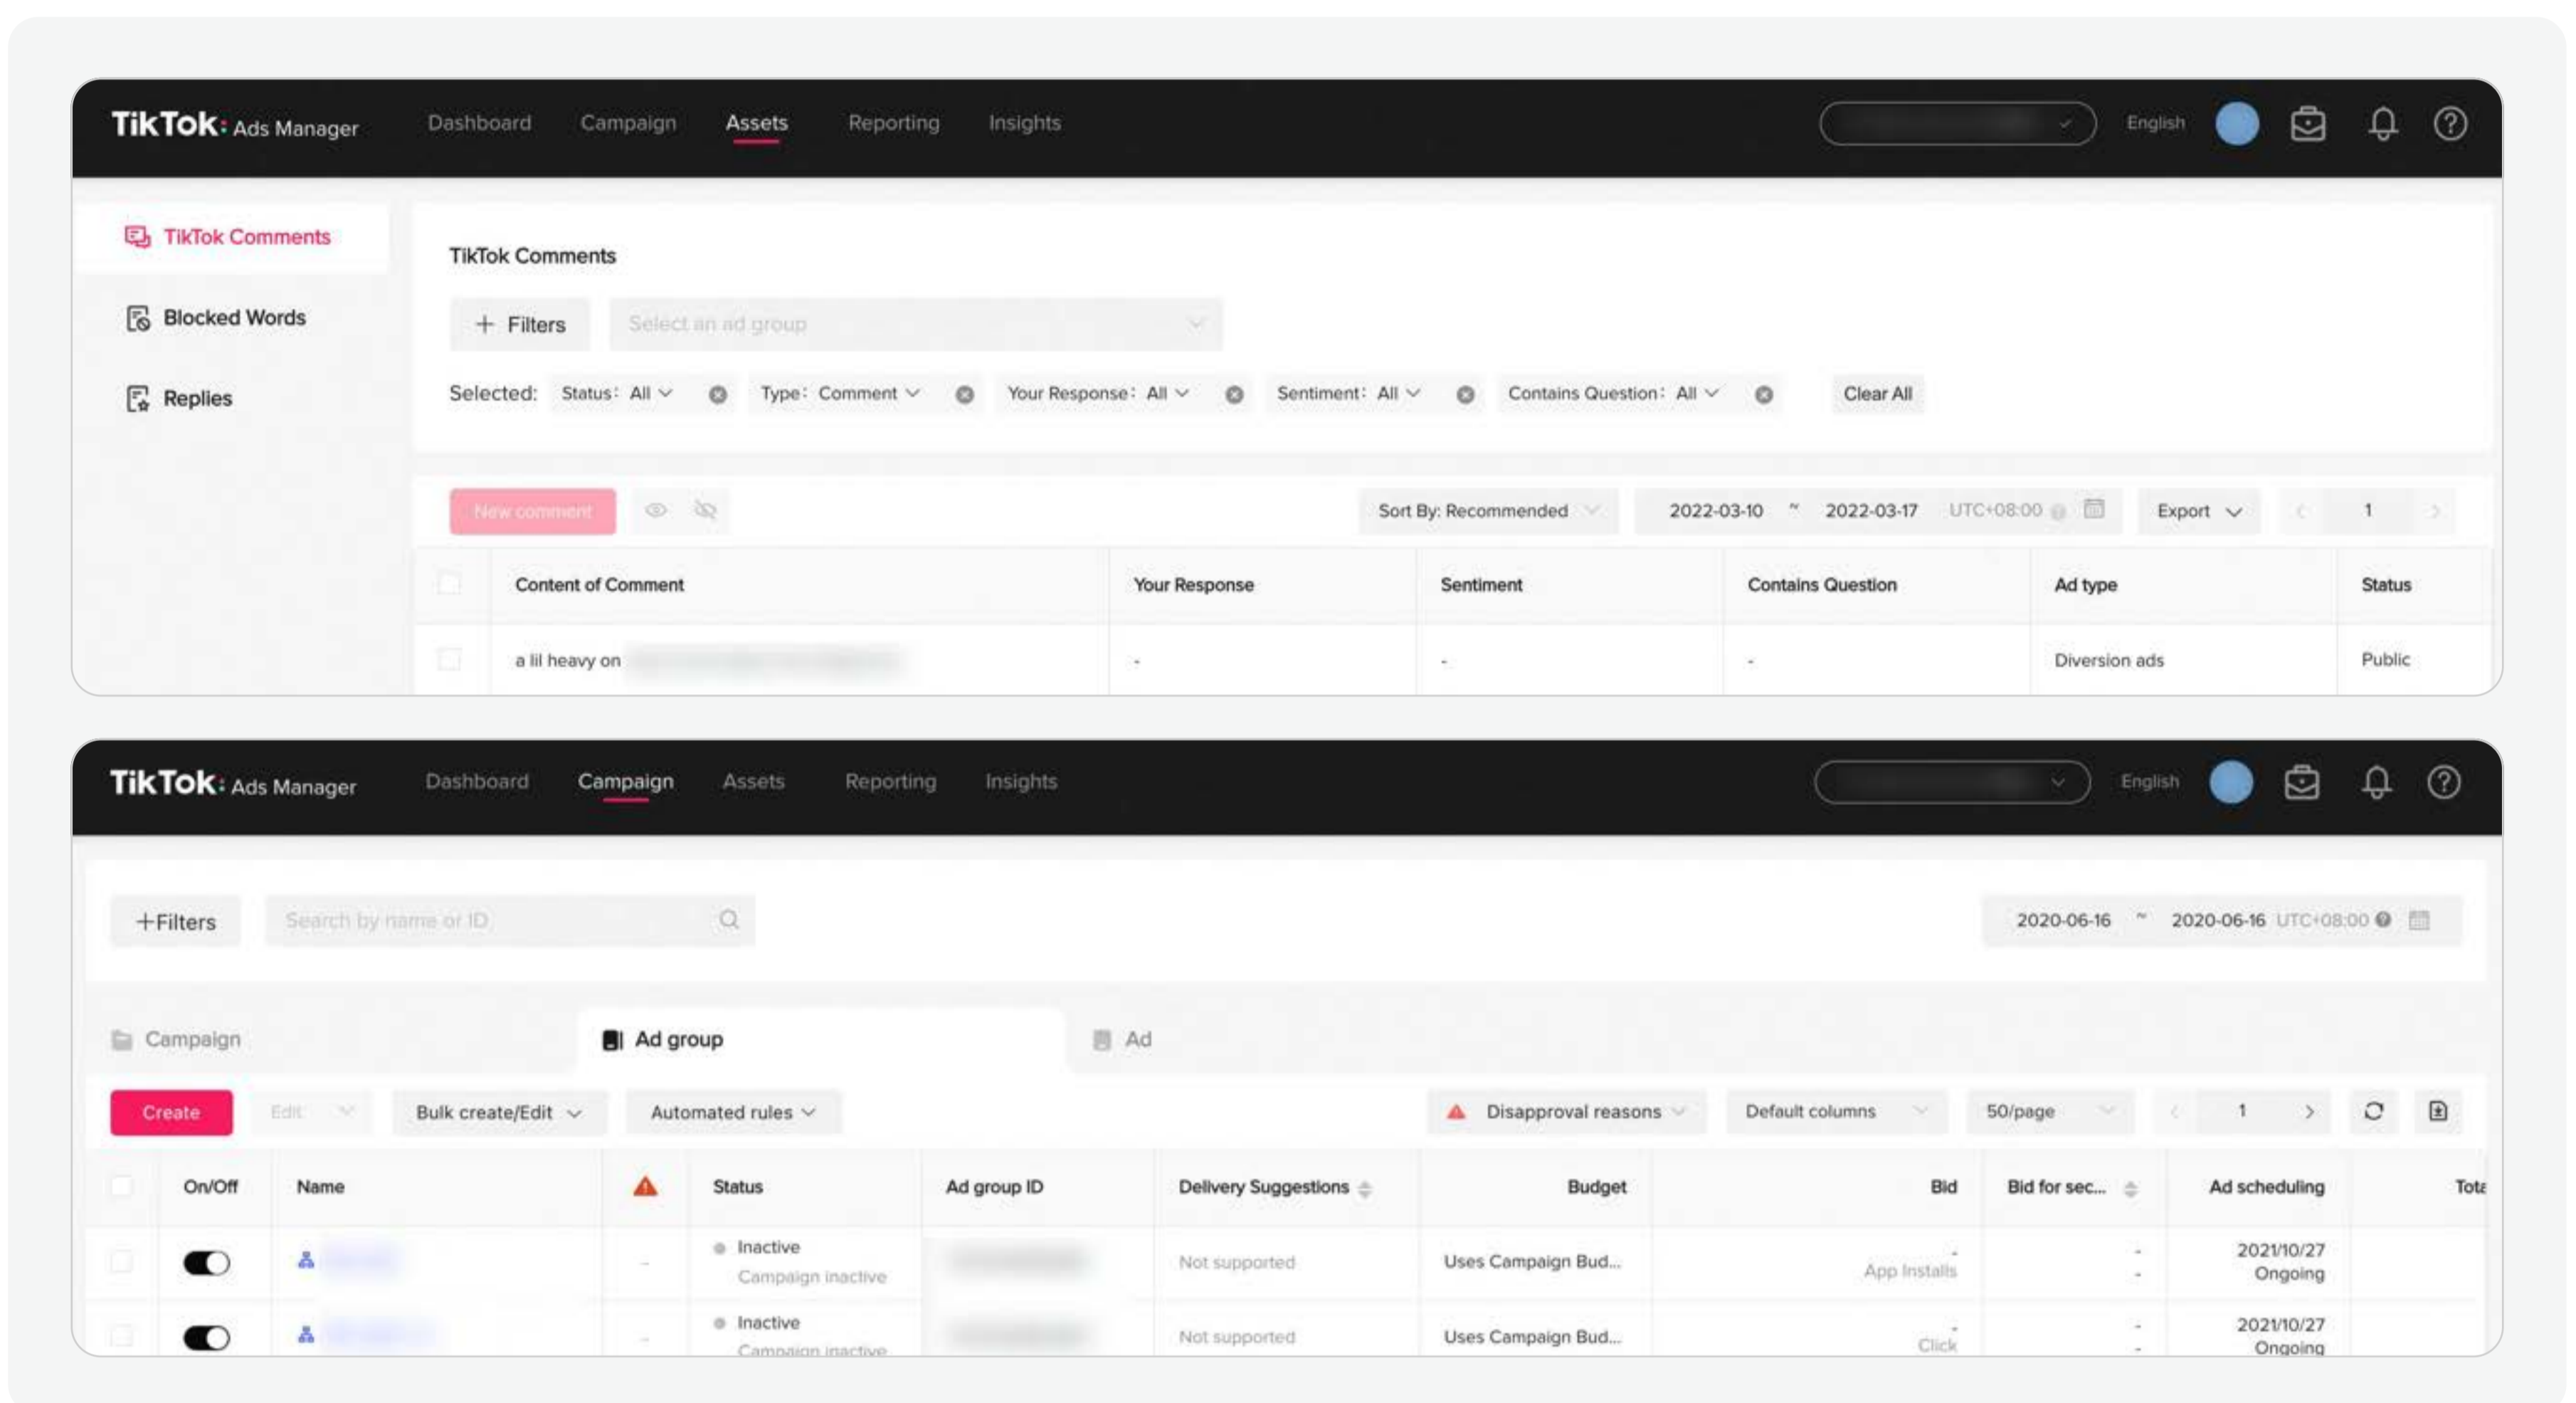 TikTok: Ads Manager Dashboard Campaign Assets Reporting Insights English
TikTok Comments
Blocked Words
Replies
TikTok Comments
+ Filters Select an ad group
Selected: Status: All Type: Comment Your Response: All Sentiment: All Contains Question: All Clear All
New comment Sort By: Recommended 2022-03-10 ~ 2022-03-17 UTC+08:00 Export 1
Content of Comment Your Response Sentiment Contains Question Ad type Status
a lil heavy on - - - Diversion ads Public
TikTok: Ads Manager Dashboard Campaign Assets Reporting Insights English
+Filters Search by name or ID 2020-06-16 ~ 2020-06-16 UTC+08:00
Campaign Ad group Ad
Create Edit Bulk create/Edit Automated rules Disapproval reasons Default columns 50/page 1
On/Off Name Status Ad group ID Delivery Suggestions Budget Bid Bid for sec... Ad scheduling Tota
- Inactive Not supported Uses Campaign Bud... - - 2021/10/27
Campaign inactive App Installs - Ongoing
- Inactive Not supported Uses Campaign Bud... - - 2021/10/27
Campaign inactive Click - Ongoing